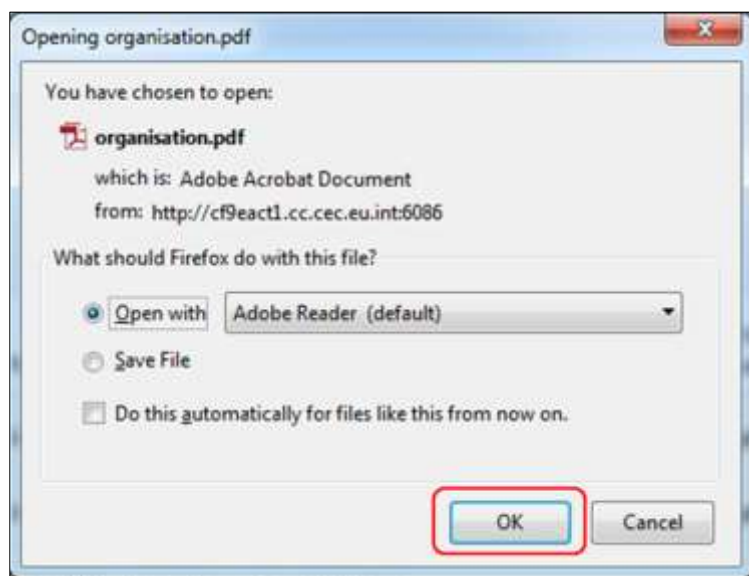 Opening organisation.pdf
You have chosen to open:
organisation.pdf
which is: Adobe Acrobat Document
from: http://cf9eact1.cc.cec.eu.int:6086
What should Firefox do with this file?
Open with Adobe Reader (default)
Save File
Do this automatically for files like this from now on.
OK Cancel